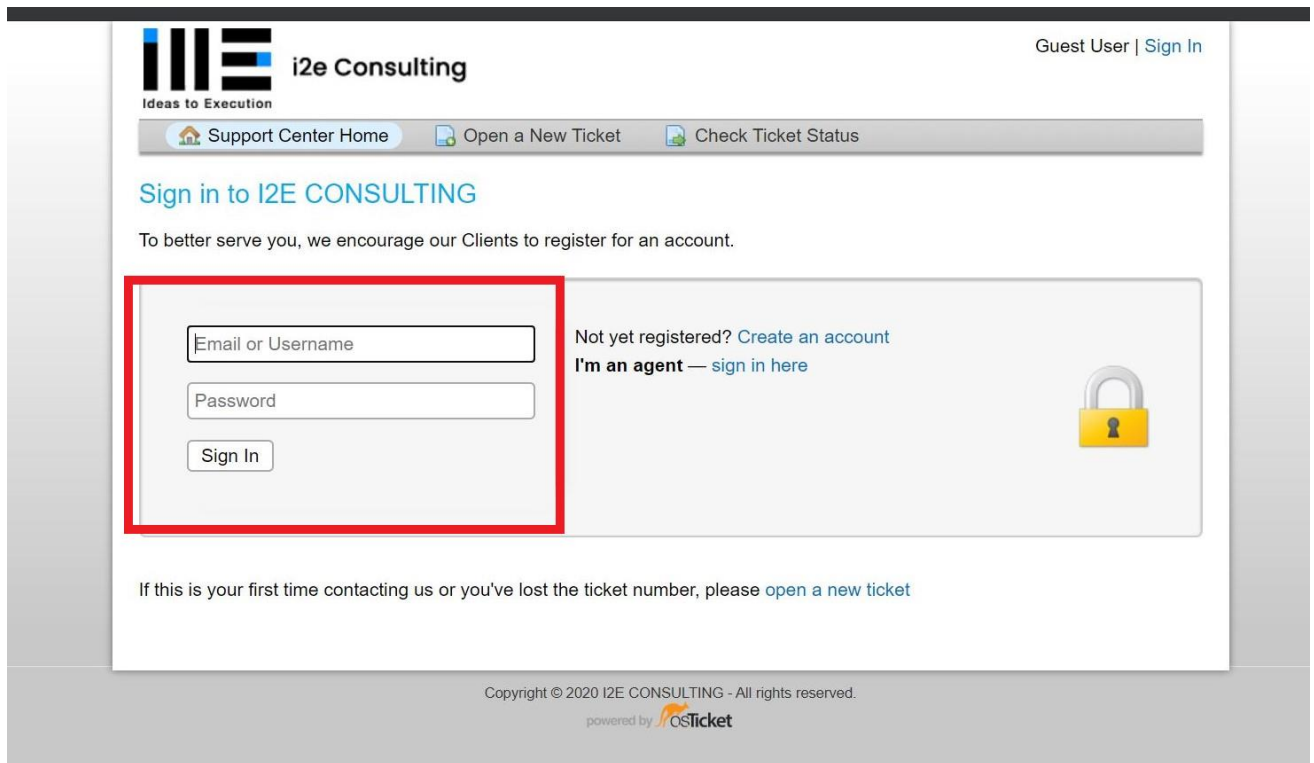 i2e Consulting
Ideas to Execution
Guest User | Sign In
Support Center Home Open a New Ticket Check Ticket Status
Sign in to I2E CONSULTING
To better serve you, we encourage our Clients to register for an account.
Email or Username
Password
Sign In
Not yet registered? Create an account
I'm an agent — sign in here
If this is your first time contacting us or you've lost the ticket number, please open a new ticket
Copyright © 2020 I2E CONSULTING - All rights reserved.
powered by osTicket